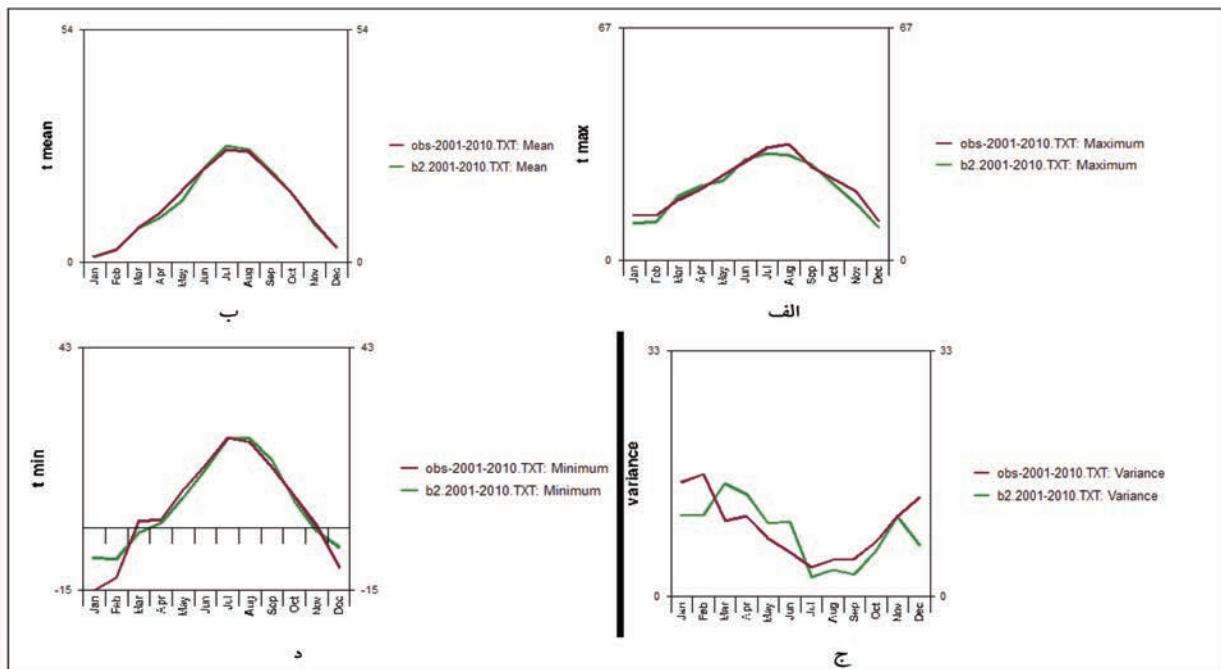 54
54
t mean
obs-2001-2010.TXT: Mean
b2.2001-2010.TXT: Mean
0
0
Jan Feb Mar Apr May Jun Jul Aug Sep Oct Nov Dec
ب
67
67
t max
obs-2001-2010.TXT: Maximum
b2.2001-2010.TXT: Maximum
0
0
Jan Feb Mar Apr May Jun Jul Aug Sep Oct Nov Dec
الف
43
43
t min
obs-2001-2010.TXT: Minimum
b2.2001-2010.TXT: Minimum
-15
-15
Jan Feb Mar Apr May Jun Jul Aug Sep Oct Nov Dec
د
33
33
variance
obs-2001-2010.TXT: Variance
b2.2001-2010.TXT: Variance
0
0
Jan Feb Mar Apr May Jun Jul Aug Sep Oct Nov Dec
ج